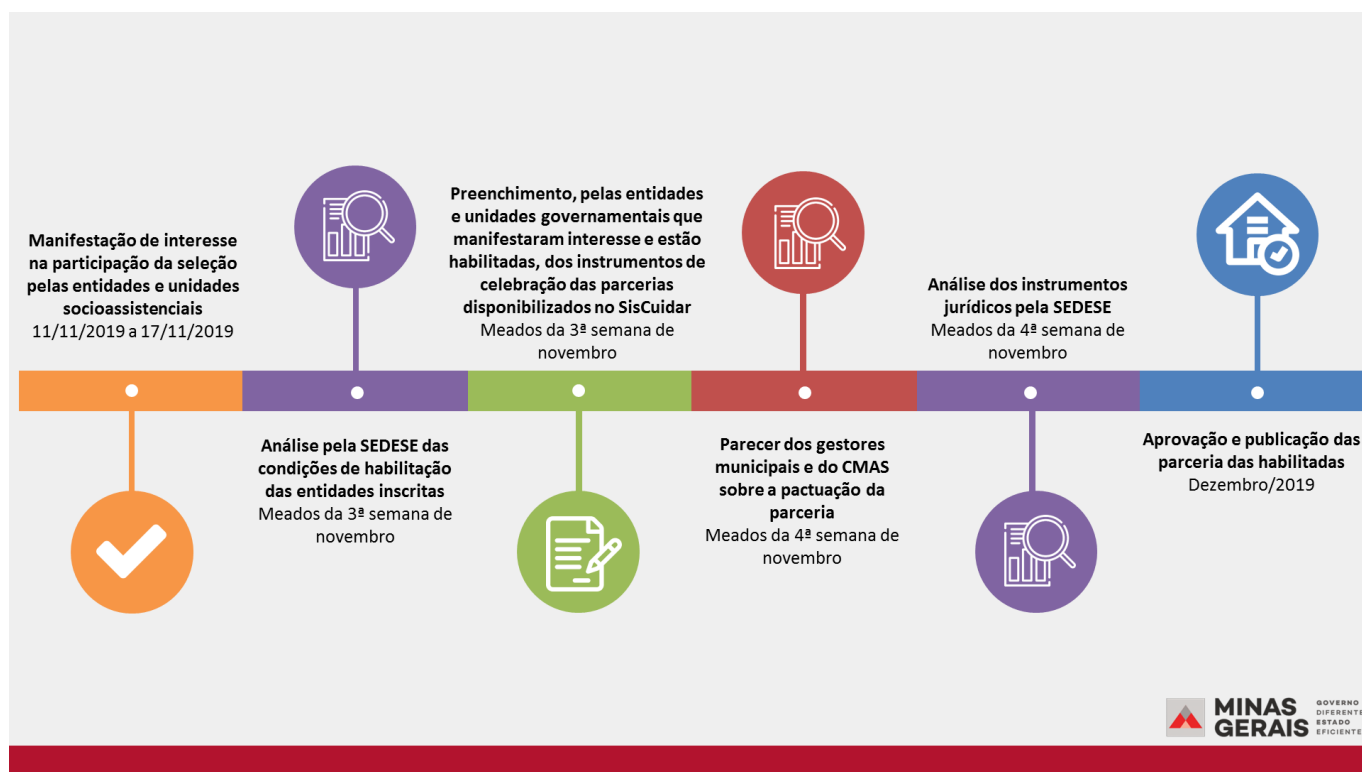 Manifestação de interesse
na participação da seleção
pelas entidades e unidades
socioassistenciais
11/11/2019 a 17/11/2019
Análise pela SEDESE das
condições de habilitação
das entidades inscritas
Meados da 3ª semana de
novembro
Preenchimento, pelas entidades
e unidades governamentais que
manifestaram interesse e estão
habilitadas, dos instrumentos de
celebração das parcerias
disponibilizados no SisCuidar
Meados da 3ª semana de
novembro
Parecer dos gestores
municipais e do CMAS
sobre a pactuação da
parceria
Meados da 4ª semana de
novembro
Análise dos instrumentos
jurídicos pela SEDESE
Meados da 4ª semana de
novembro
Aprovação e publicação das
parceria das habilitadas
Dezembro/2019
MINAS
GERAIS
GOVERNO
DIFERENTE
ESTADO
EFICIENTE